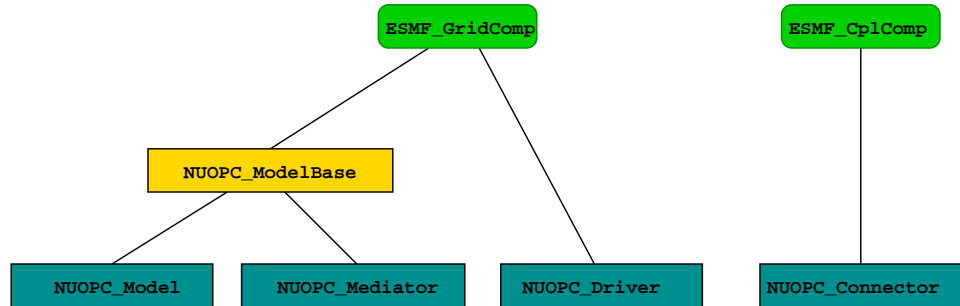 ESMF_GridComp
ESMF_CplComp
NUOPC_ModelBase
NUOPC_Model
NUOPC_Mediator
NUOPC_Driver
NUOPC_Connector